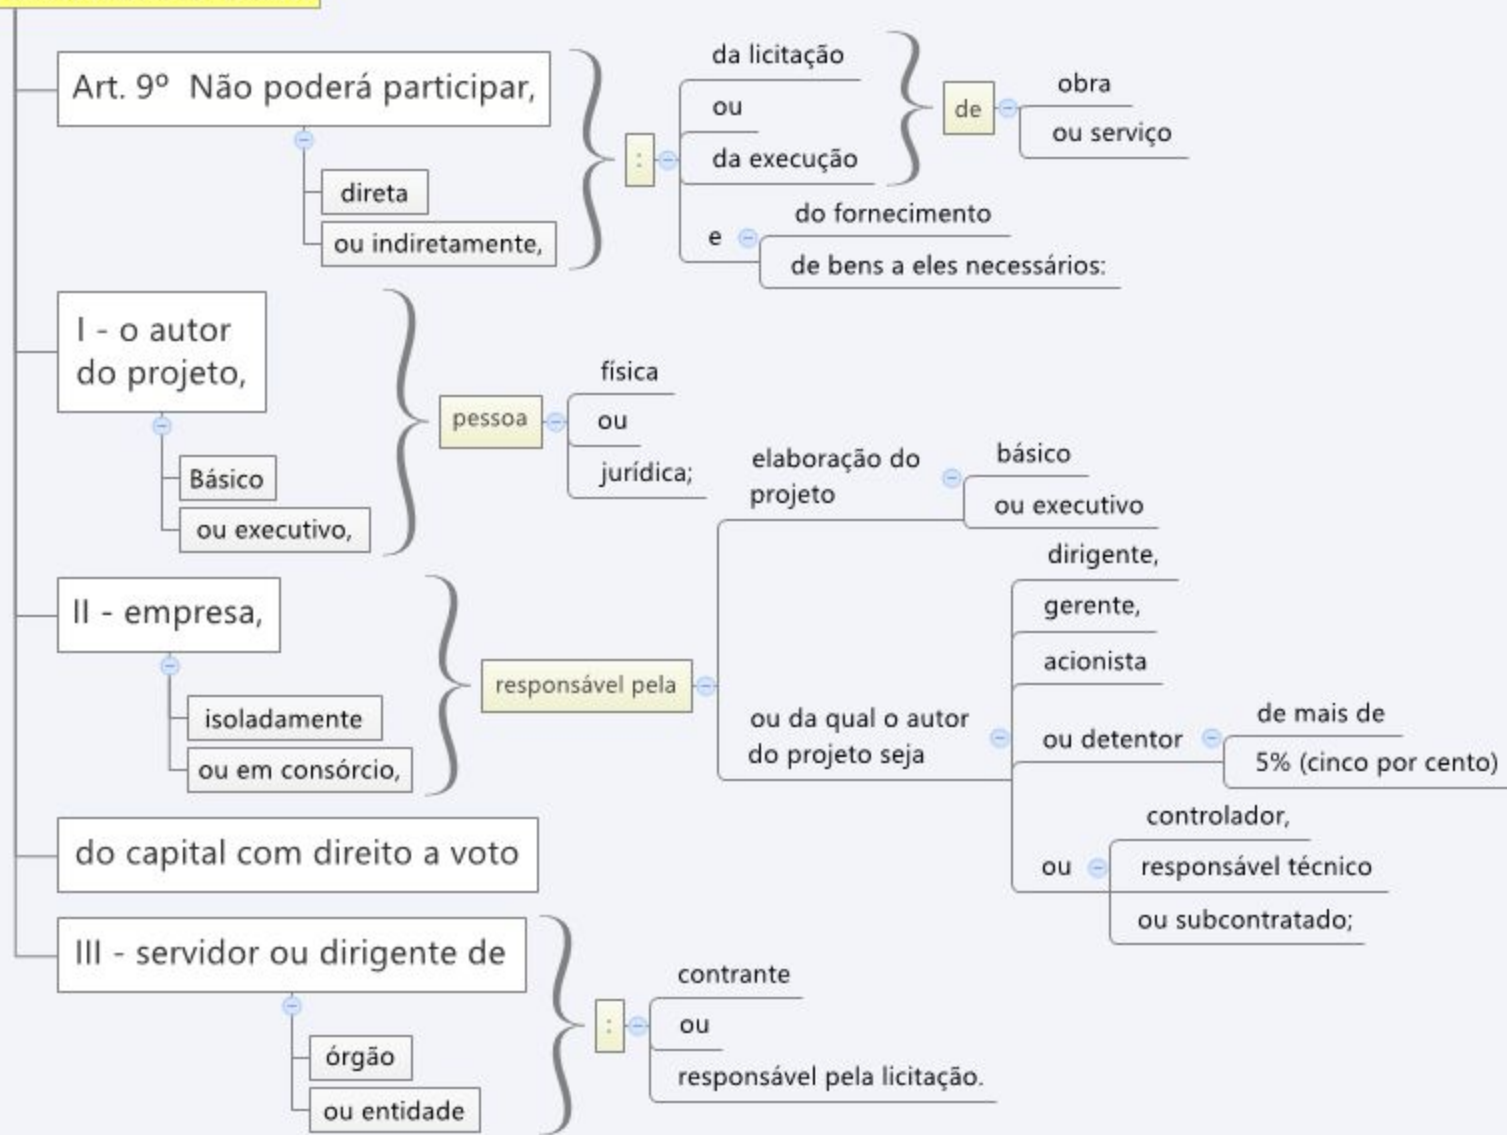 Art. 9º Não poderá participar,
direta
ou indiretamente,
:
da licitação
ou
da execução
de
obra
ou serviço
e
do fornecimento
de bens a eles necessários:
I - o autor
do projeto,
Básico
ou executivo,
pessoa
física
ou
jurídica;
II - empresa,
isoladamente
ou em consórcio,
responsável pela
elaboração do
projeto
básico
ou executivo
ou da qual o autor
do projeto seja
dirigente,
gerente,
acionista
ou detentor
de mais de
5% (cinco por cento)
ou
controlador,
responsável técnico
ou subcontratado;
do capital com direito a voto
III - servidor ou dirigente de
órgão
ou entidade
:
contrante
ou
responsável pela licitação.